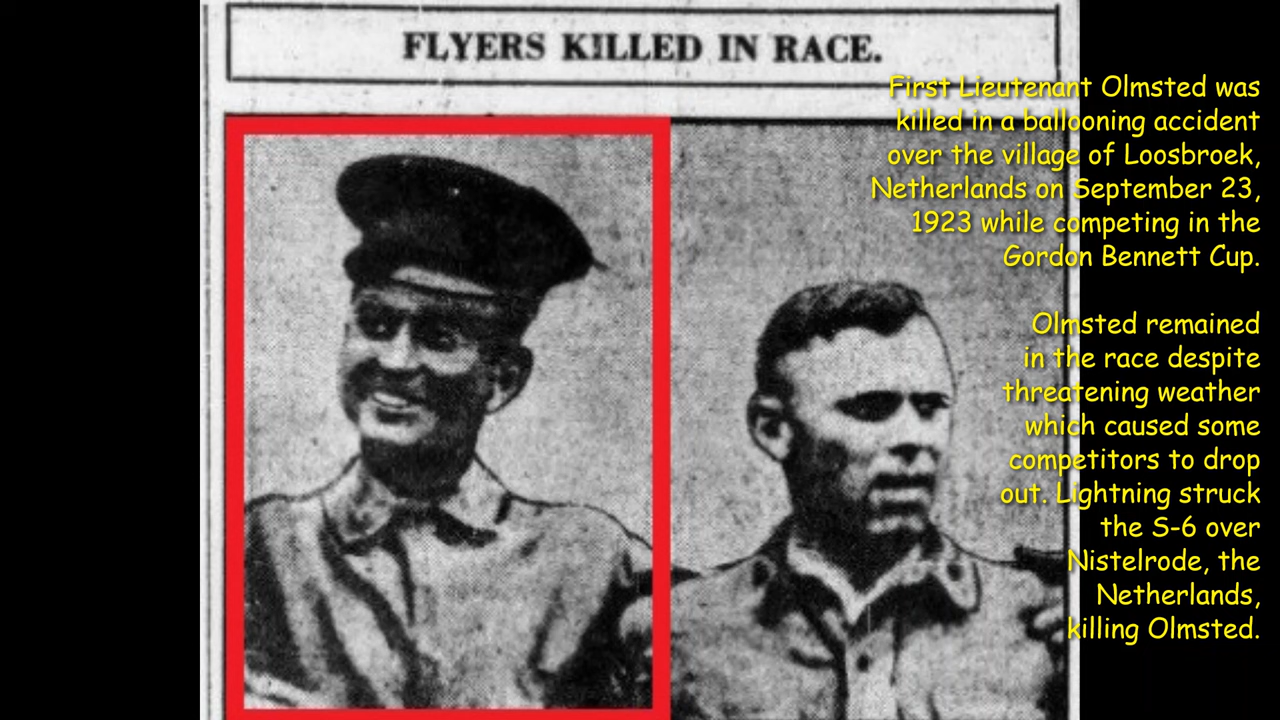 FLYERS KILLED IN RACE.
First Lieutenant Olmsted was
killed in a ballooning accident
over the village of Loosbroek,
Netherlands on September 23,
1923 while competing in the
Gordon Bennett Cup.
Olmsted remained
in the race despite
threatening weather
which caused some
competitors to drop
out. Lightning struck
the S-6 over
Nistelrode, the
Netherlands,
killing Olmsted.